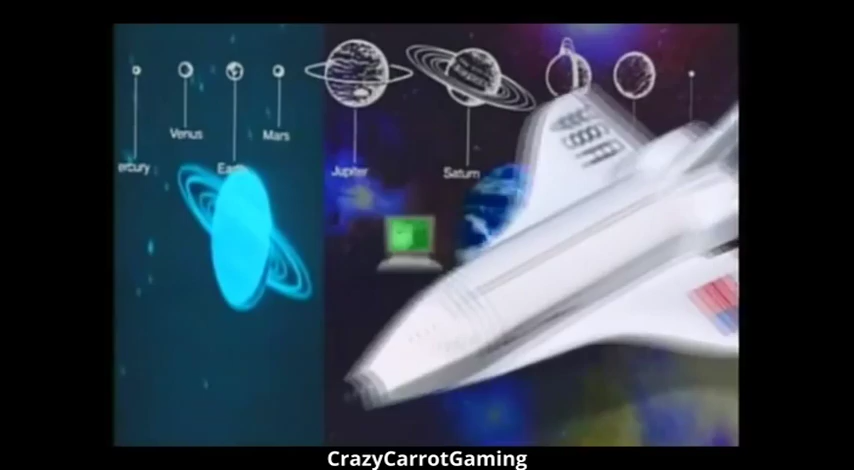 Venus
Mars
ercury
Earth
Jupiter
Saturn
CrazyCarrotGaming